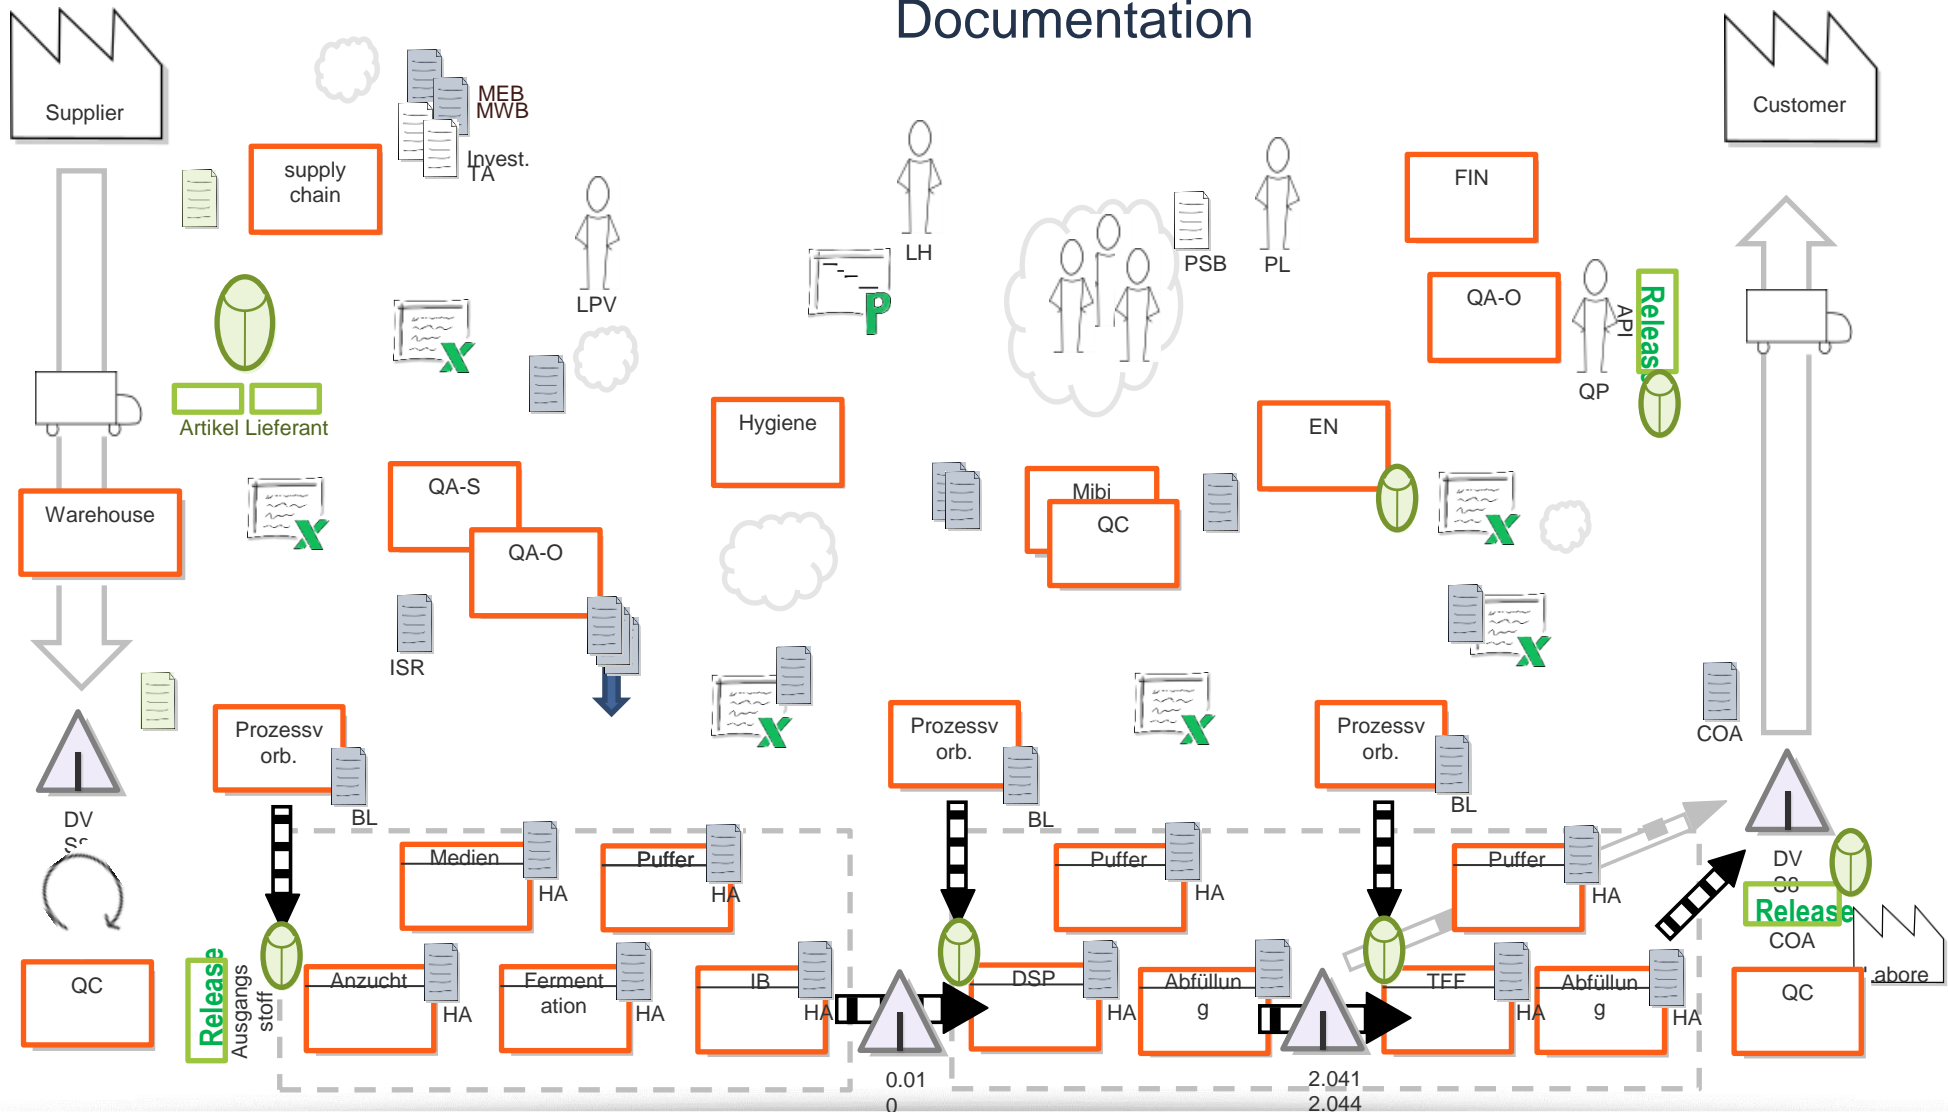 Documentation
Supplier
MEB
MWB
Invest.
TA
supply
chain
LPV
LH
PSB
PL
FIN
Customer
QA-O
API
Release
QP
Artikel Lieferant
Hygiene
EN
Warehouse
QA-S
QA-O
Mibi
QC
ISR
COA
Prozessv
orb.
BL
Prozessv
orb.
BL
Prozessv
orb.
BL
DV
Medien
HA
Puffer
HA
Puffer
HA
Puffer
HA
DV
Release
COA
QC
Release
Ausgangs
stoff
Anzucht
HA
Ferment
ation
HA
IB
HA
DSP
HA
Abfüllun
g
TFF
HA
Abfüllun
g
HA
QC
abore
0.01
0
2.041
2.044